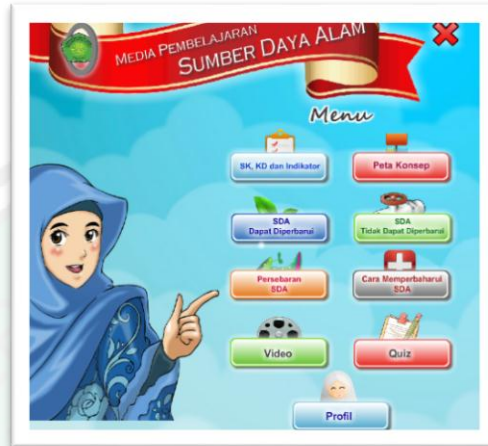 MEDIA PEMBELAJARAN
SUMBER DAYA ALAM
Menu
SK, KD dan Indikator
Peta Konsep
SDA
Dapat Diperbarui
SDA
Tidak Dapat Diperbarui
Persebaran
SDA
Cara Memperbaharui
SDA
Video
Quiz
Profil